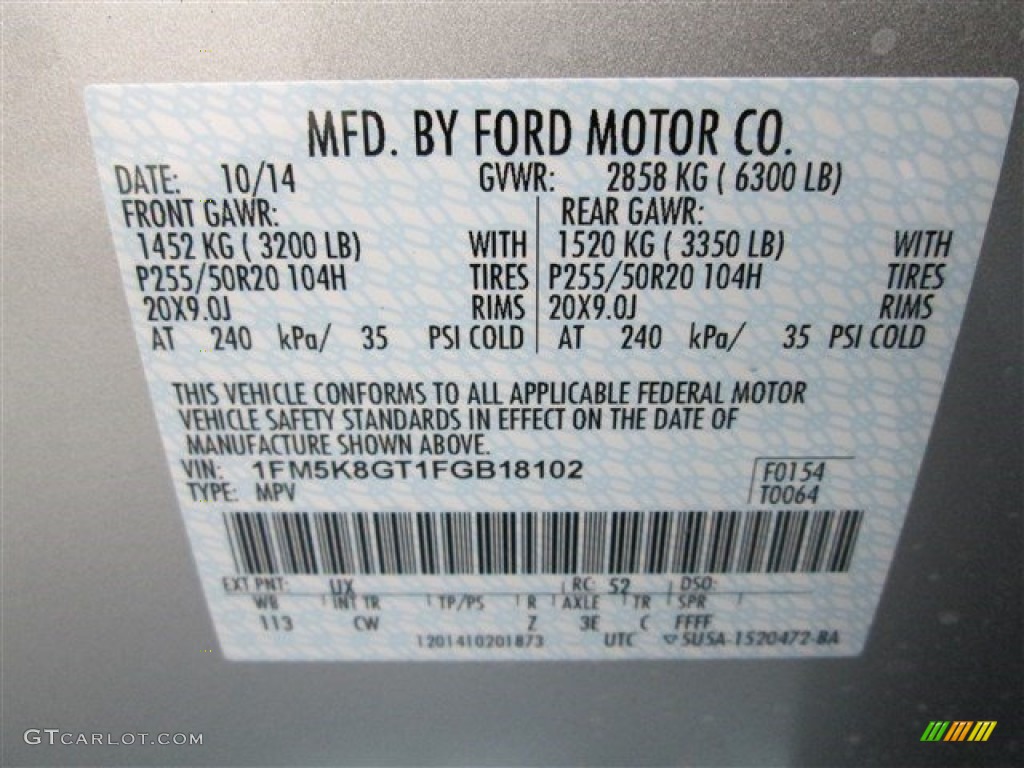 MFD. BY FORD MOTOR CO.
DATE: 10/14 GVWR: 2858 KG ( 6300 LB)
FRONT GAWR: REAR GAWR:
1452 KG ( 3200 LB) WITH 1520 KG ( 3350 LB) WITH
P255/50R20 104H TIRES P255/50R20 104H TIRES
20X9.0J RIMS 20X9.0J RIMS
AT 240 kPa/ 35 PSI COLD AT 240 kPa/ 35 PSI COLD
THIS VEHICLE CONFORMS TO ALL APPLICABLE FEDERAL MOTOR
VEHICLE SAFETY STANDARDS IN EFFECT ON THE DATE OF
MANUFACTURE SHOWN ABOVE.
VIN: 1FM5K8GT1FGB18102 F0154
TYPE: MPV T0064
EXT PNT: UX RC: 52 DSO:
WB INT TR TP/PS R AXLE TR SPR
113 CW Z 3E C FFFF
1201410201873 UTC SU5A-1520472-BA
GTCARLOT.COM